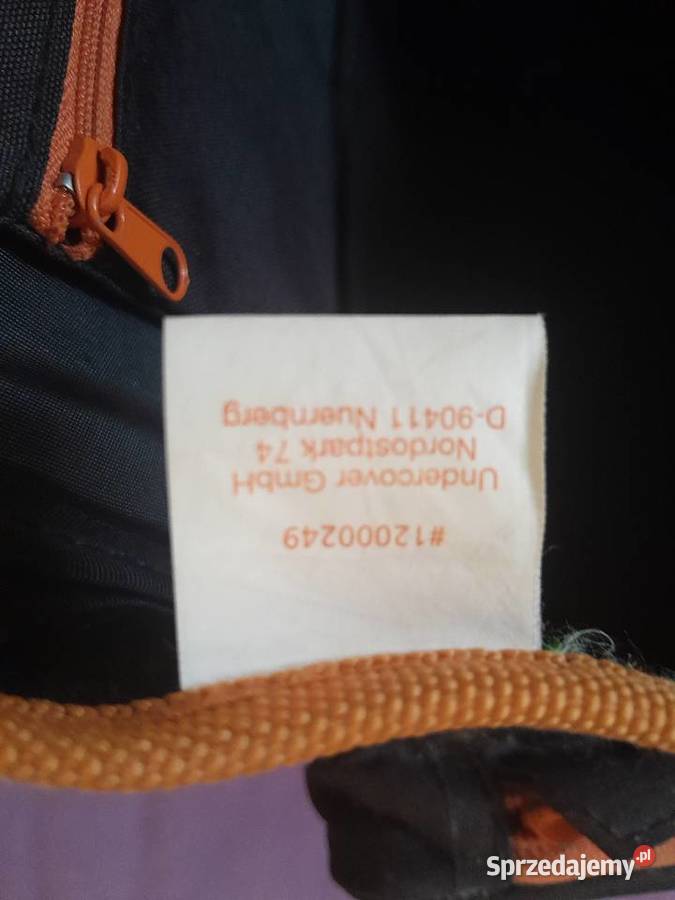 #12000249
Undercover GmbH
Nordostpark 74
D-90411 Nuernberg
Sprzedajemy.pl